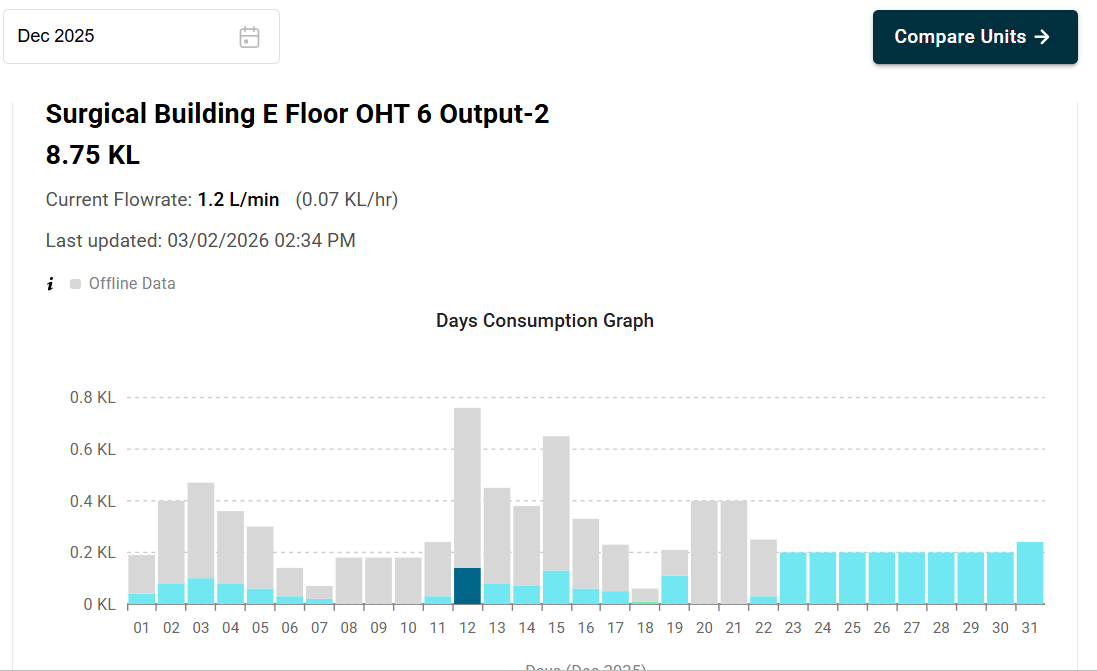 Dec 2025
Compare Units →
Surgical Building E Floor OHT 6 Output-2
8.75 KL
Current Flowrate: 1.2 L/min (0.07 KL/hr)
Last updated: 03/02/2026 02:34 PM
i Offline Data
Days Consumption Graph
0.8 KL
0.6 KL
0.4 KL
0.2 KL
0 KL
01 02 03 04 05 06 07 08 09 10 11 12 13 14 15 16 17 18 19 20 21 22 23 24 25 26 27 28 29 30 31
Days (Dec 2025)